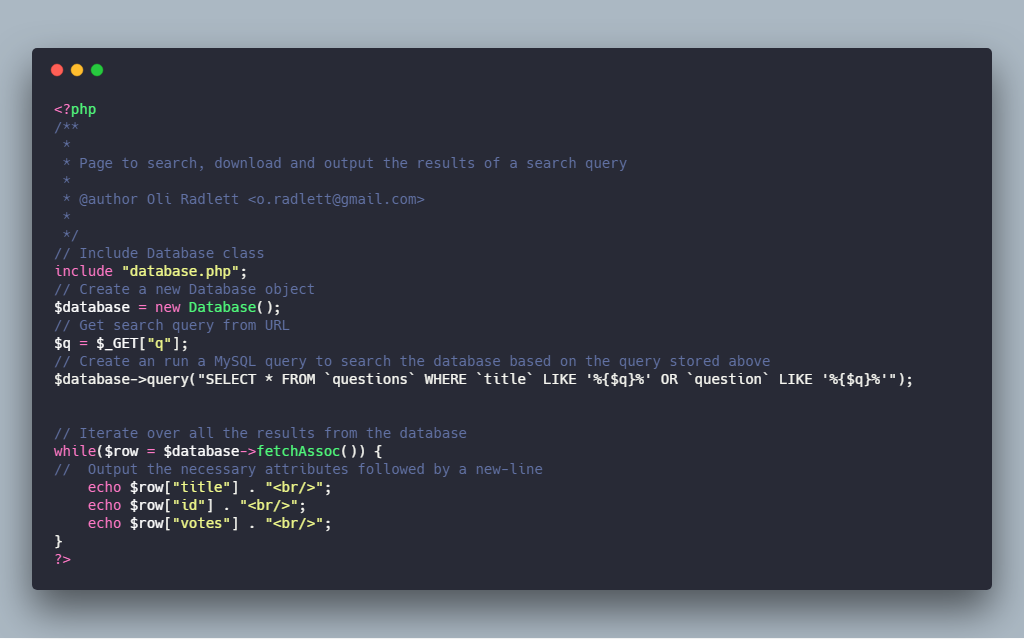 <?php
/**
 *
 * Page to search, download and output the results of a search query
 *
 * @author Oli Radlett <o.radlett@gmail.com>
 *
 */
// Include Database class
include "database.php";
// Create a new Database object
$database = new Database();
// Get search query from URL
$q = $_GET["q"];
// Create an run a MySQL query to search the database based on the query stored above
$database->query("SELECT * FROM `questions` WHERE `title` LIKE '%{$q}%' OR `question` LIKE '%{$q}%'");
// Iterate over all the results from the database
while($row = $database->fetchAssoc()) {
//  Output the necessary attributes followed by a new-line
    echo $row["title"] . "<br/>";
    echo $row["id"] . "<br/>";
    echo $row["votes"] . "<br/>";
}
?>